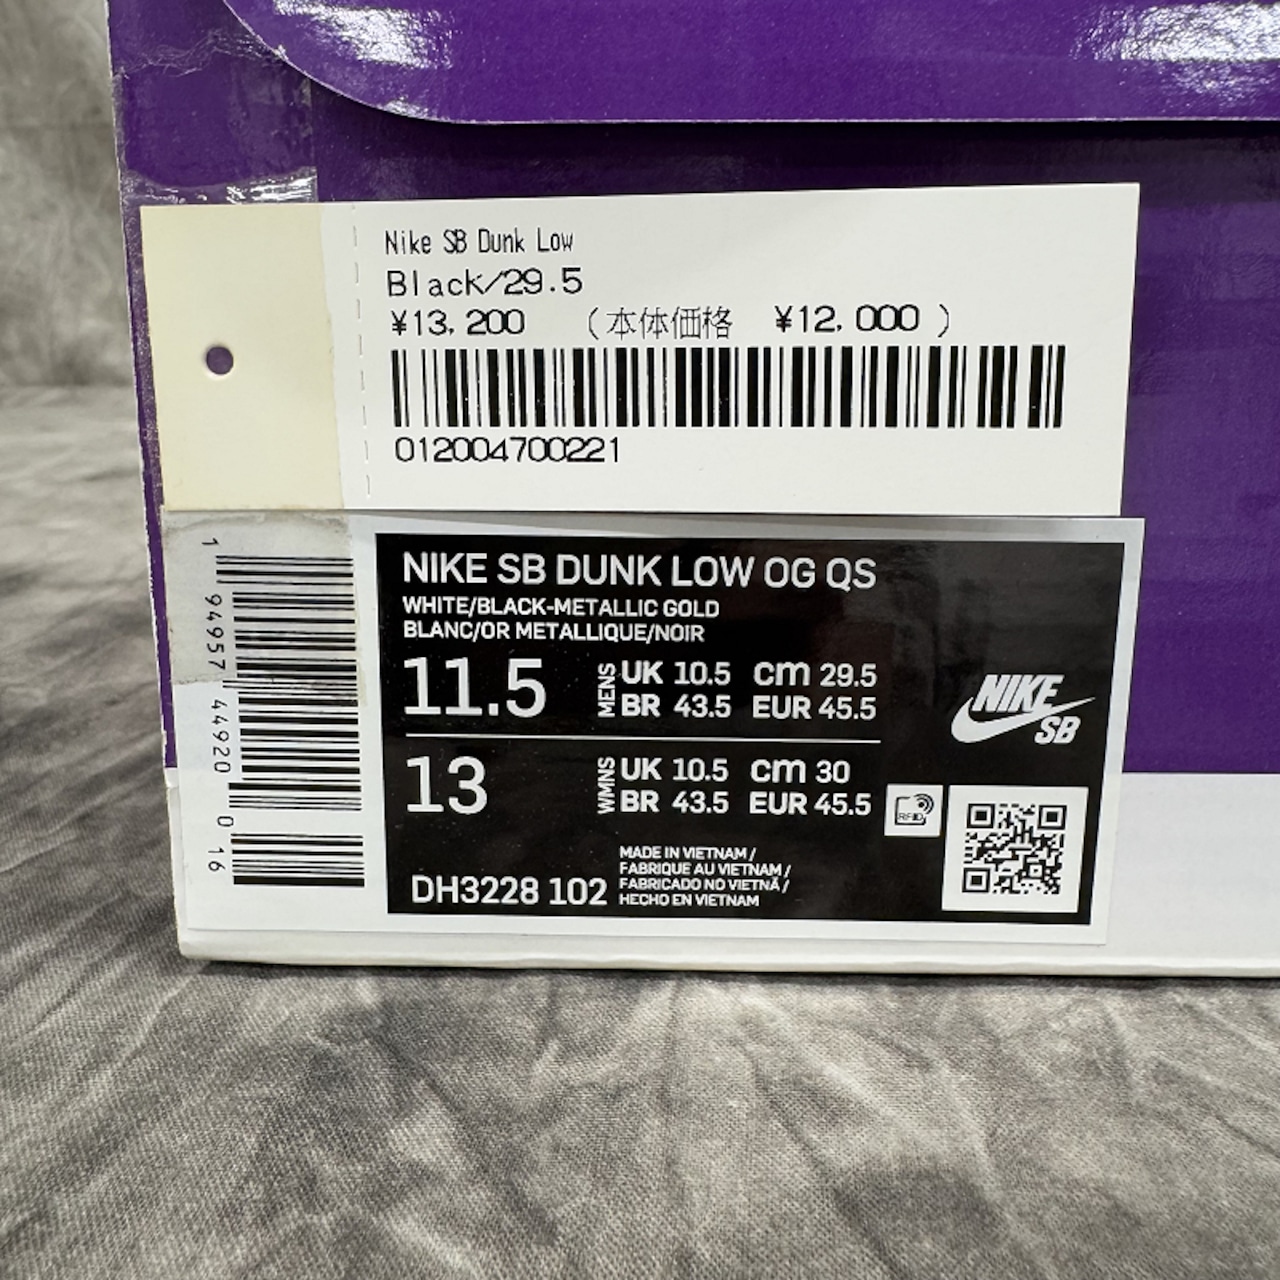 Nike SB Dunk Low
Black/29.5
¥13,200 (本体価格 ¥12,000 )
012004700221
1 94957 44920 0 16
NIKE SB DUNK LOW OG QS
WHITE/BLACK-METALLIC GOLD
BLANC/OR METALLIQUE/NOIR
11.5 MENS UK 10.5 cm 29.5
BR 43.5 EUR 45.5
13 WMNS UK 10.5 cm 30
BR 43.5 EUR 45.5
NIKE
SB
RFID
DH3228 102
MADE IN VIETNAM /
FABRIQUE AU VIETNAM /
FABRICADO NO VIETNÃ /
HECHO EN VIETNAM